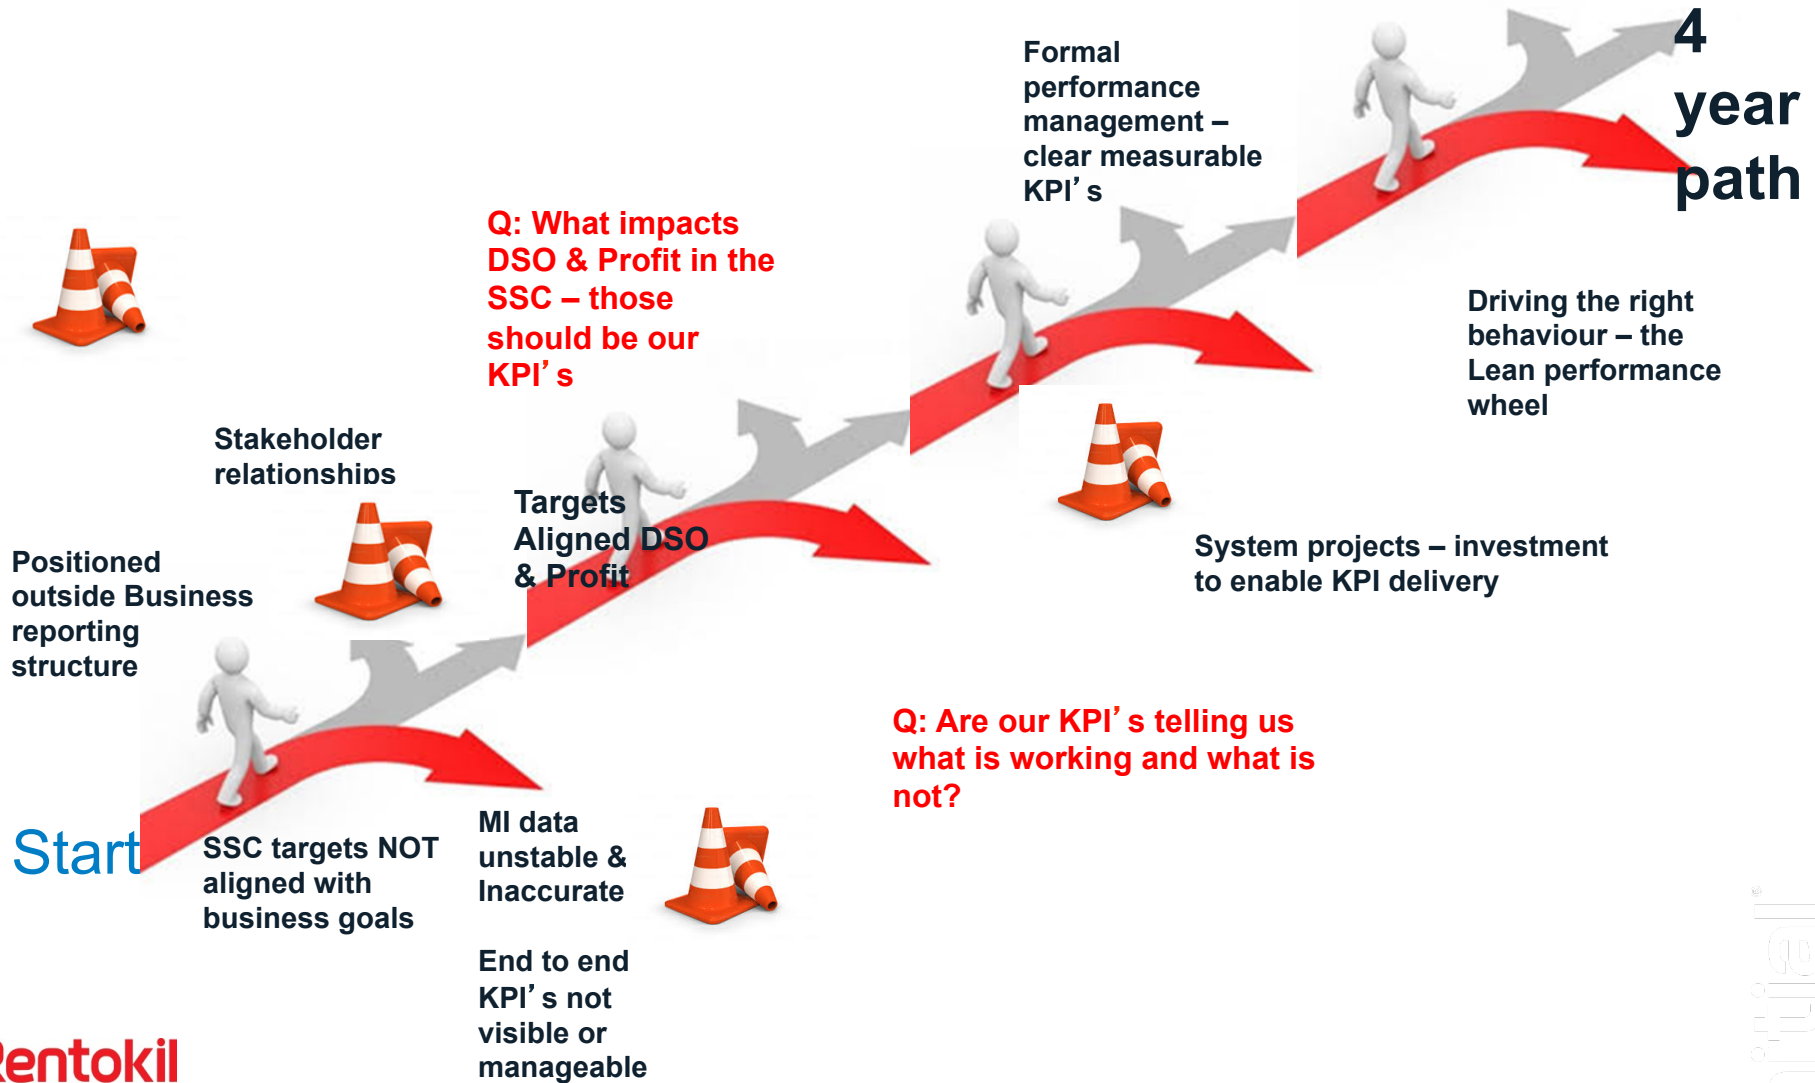 4
year
path
Formal
performance
management –
clear measurable
KPI’s
Q: What impacts
DSO & Profit in the
SSC – those
should be our
KPI’s
Driving the right
behaviour – the
Lean performance
wheel
Stakeholder
relationships
Targets
Aligned DSO
& Profit
Positioned
outside Business
reporting
structure
System projects – investment
to enable KPI delivery
Q: Are our KPI’s telling us
what is working and what is
not?
Start
SSC targets NOT
aligned with
business goals
MI data
unstable &
Inaccurate
End to end
KPI’s not
visible or
manageable
Rentokil